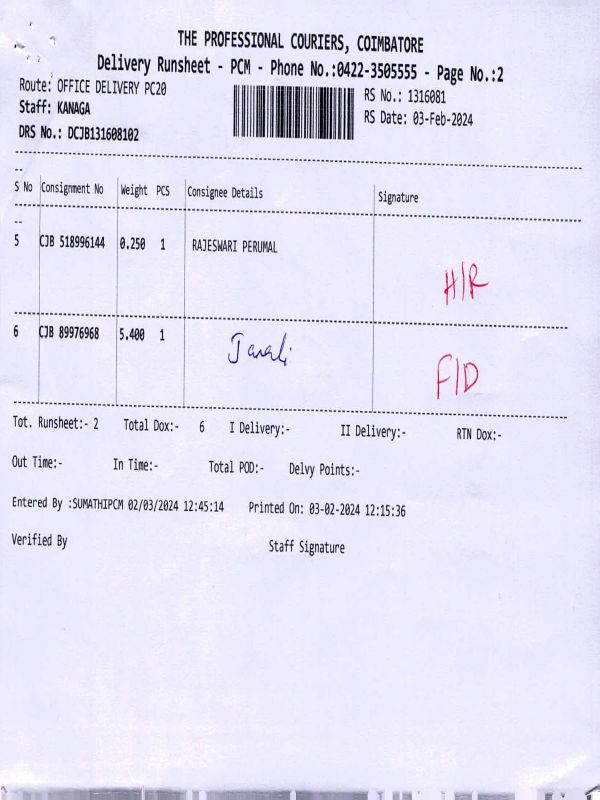 THE PROFESSIONAL COURIERS, COIMBATORE
Delivery Runsheet - PCM - Phone No.:0422-3505555 - Page No.:2
Route: OFFICE DELIVERY PC20
RS No.: 1316081
Staff: KANAGA
RS Date: 03-Feb-2024
DRS No.: DCJB131608102
S No Consignment No Weight PCS Consignee Details Signature
5 CJB 518996144 0.250 1 RAJESWARI PERUMAL
H/R
6 CJB 89976968 5.400 1
F/D
Tot. Runsheet:- 2 Total Dox:- 6 I Delivery:- II Delivery:- RTN Dox:-
Out Time:- In Time:- Total POD:- Delvy Points:-
Entered By :SUMATHIPCM 02/03/2024 12:45:14 Printed On: 03-02-2024 12:15:36
Verified By Staff Signature